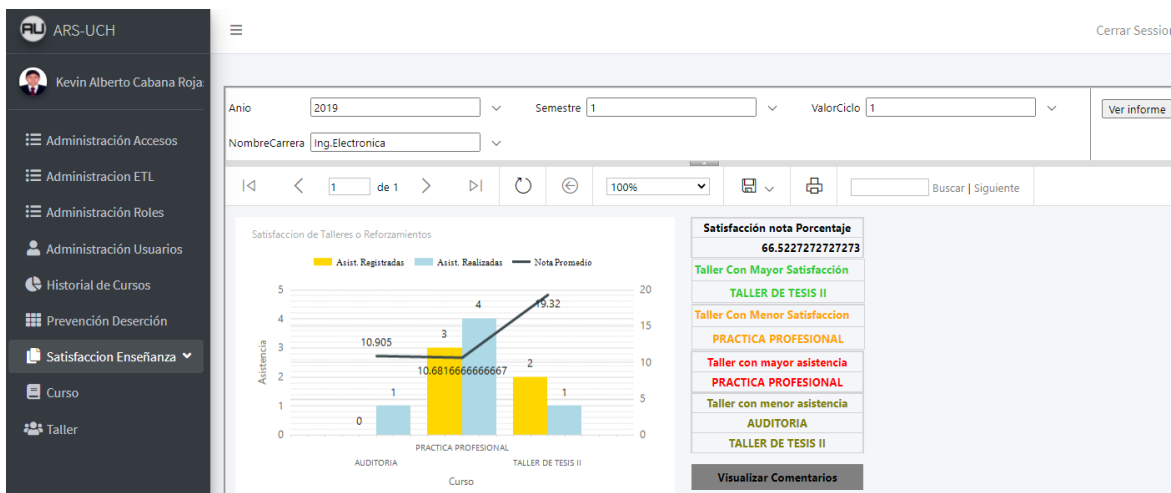 AU ARS-UCH
Cerrar Session
Kevin Alberto Cabana Rojas
Administración Accesos
Administracion ETL
Administración Roles
Administración Usuarios
Historial de Cursos
Prevención Deserción
Satisfaccion Enseñanza
Curso
Taller
Anio 2019 Semestre 1 ValorCiclo 1 Ver informe
NombreCarrera Ing.Electronica
1 de 1 100% Buscar | Siguiente
Satisfaccion de Talleres o Reforzamientos
Asist. Registradas Asist. Realizadas Nota Promedio
Asistencia
5
4
3
2
1
0
20
15
10
5
0
10.905
10.6816666666667
19.32
0
1
3
4
2
1
AUDITORIA
PRACTICA PROFESIONAL
TALLER DE TESIS II
Curso
Satisfacción nota Porcentaje
66.5227272727273
Taller Con Mayor Satisfacción
TALLER DE TESIS II
Taller Con Menor Satisfaccion
PRACTICA PROFESIONAL
Taller con mayor asistencia
PRACTICA PROFESIONAL
Taller con menor asistencia
AUDITORIA
TALLER DE TESIS II
Visualizar Comentarios